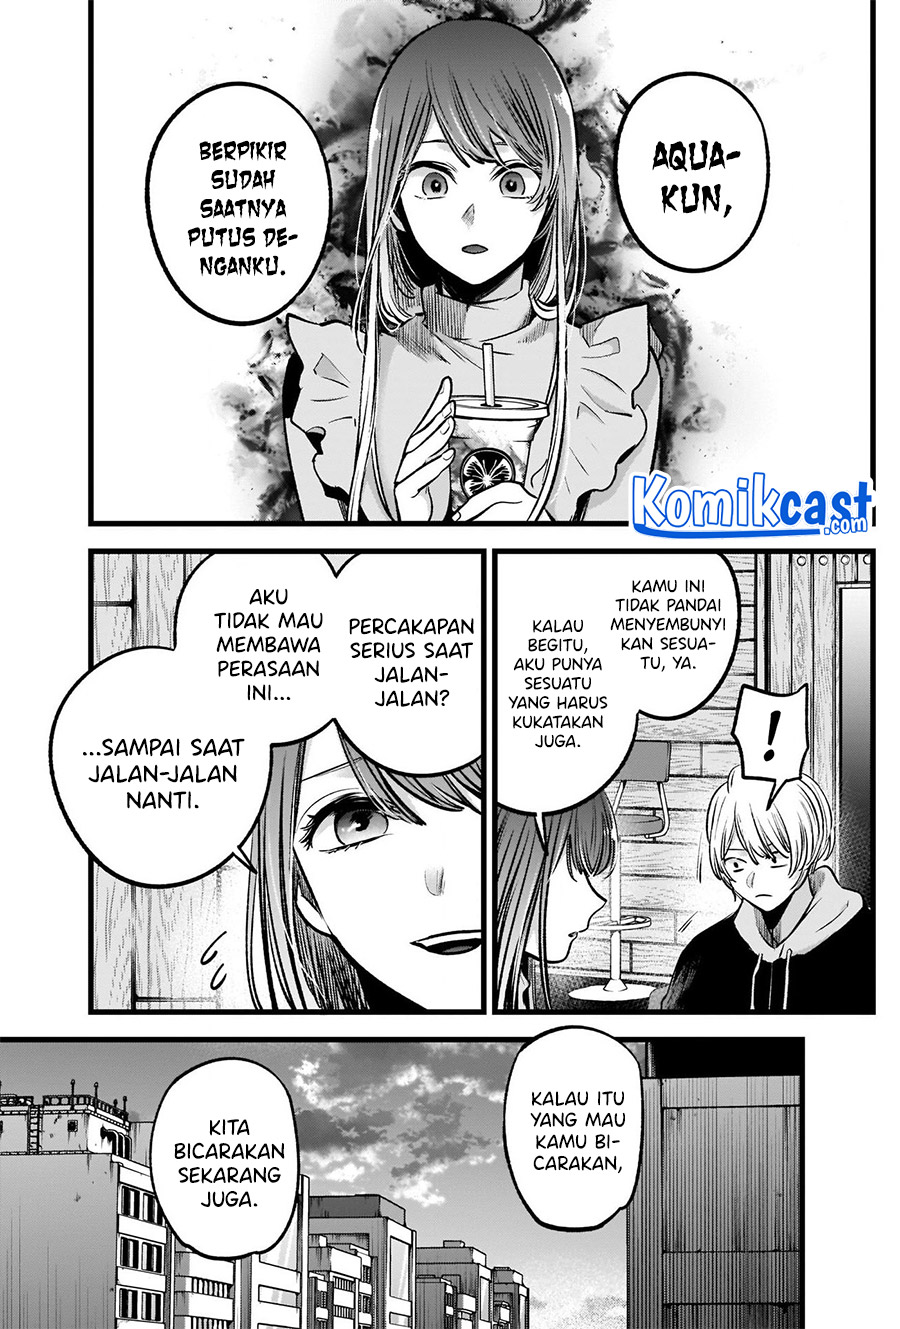 AQUA-
KUN,
BERPIKIR
SUDAH
SAATNYA
PUTUS DE-
NGANKU.
Komikcast
.com
KAMU INI
TIDAK PANDAI
MENYEMBUNYI
KAN SESUA-
TU, YA.
KALAU
BEGITU,
AKU PUNYA
SESUATU
YANG HARUS
KUKATAKAN
JUGA.
!
PERCAKAPAN
SERIUS SAAT
JALAN-
JALAN?
AKU
TIDAK MAU
MEMBAWA
PERASAAN
INI...
...SAMPAI SAAT
JALAN-JALAN
NANTI.
KALAU ITU
YANG MAU
KAMU BI-
CARAKAN,
KITA
BICARAKAN
SEKARANG
JUGA.